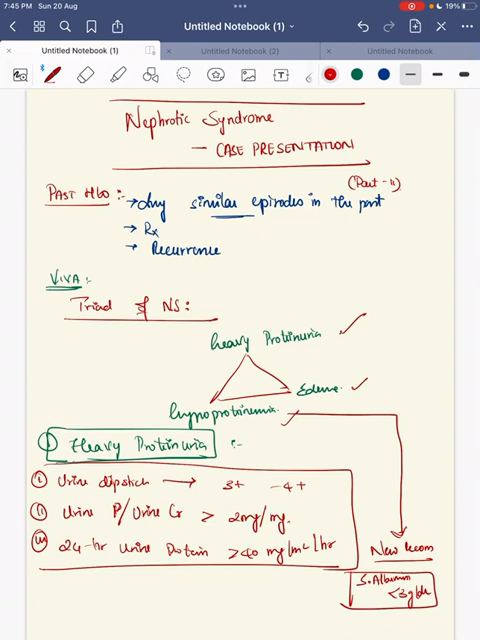 7:45 PM Sun 20 Aug
19%
Untitled Notebook (1)
Untitled Notebook (1)
Untitled Notebook (2)
Untitled Notebook
Nephrotic Syndrome
- CASE PRESENTATION
(Part-II)
PAST H/O :- → Any similar episodes in the past
→ Rx
→ Recurrence
VIVA :-
Triad of NS:
heavy Proteinuria ✓
Edema ✓
hypoproteinemia ✓
① Heavy Proteinuria :-
(i) Urine dipstick → 3+ -4+
(ii) Urine P/Urine Cr > 2mg/mg.
(iii) 24-hr Urine Protein > 40 mg/m²/hr
New recom
S. Albumin
<3g/dl